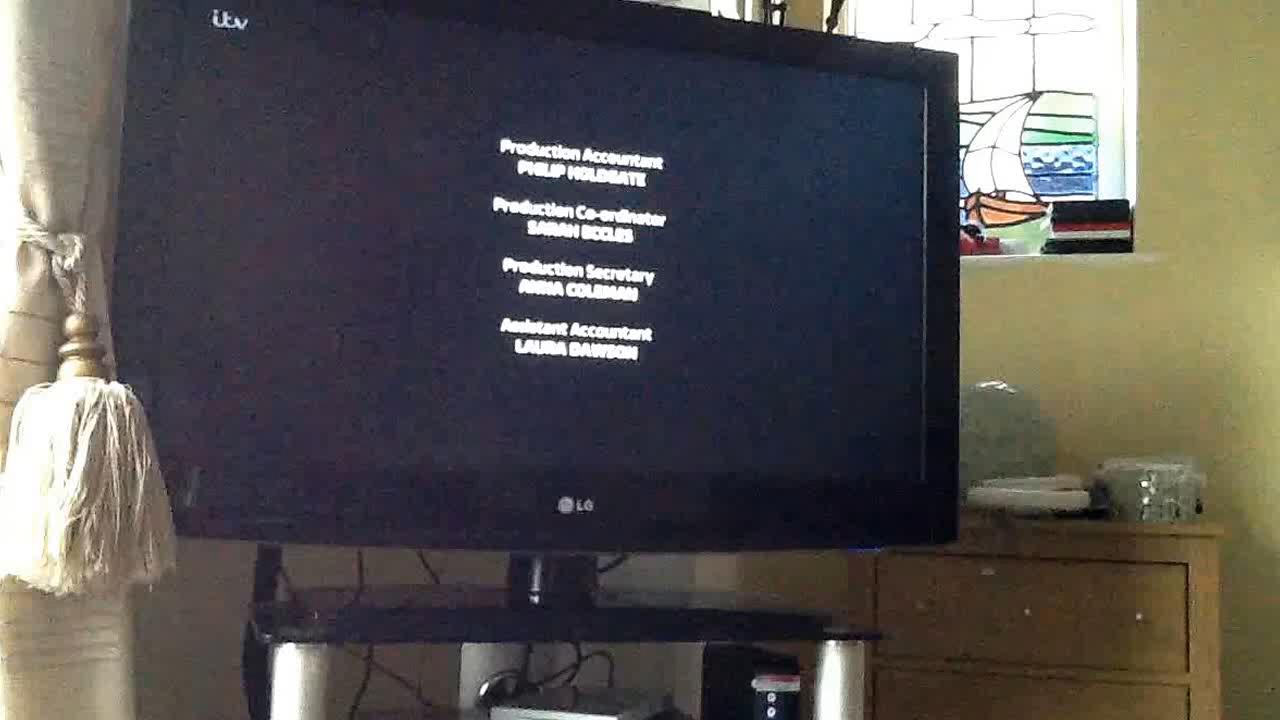 itv
Production Accountant
PHILIP HOLDGATE
Production Co-ordinator
SARAH ECCLES
Production Secretary
ANNA COLEMAN
Assistant Accountant
LAURA DAWSON
LG